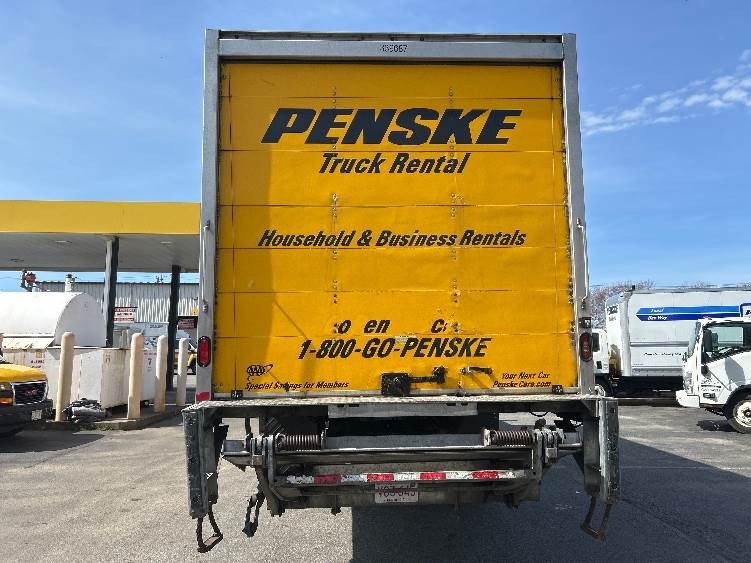 PENSKE
Truck Rental
Household & Business Rentals
o en
1-800-GO-PENSKE
AAA
Special Savings for Members
Your Next Car
PenskeCars.com